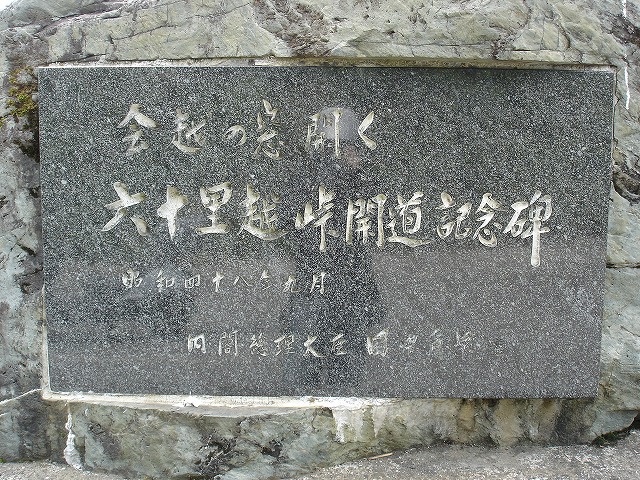 会越の窓開く
六十里越峠開道記念碑
昭和四十八年九月
内閣総理大臣 田中角栄